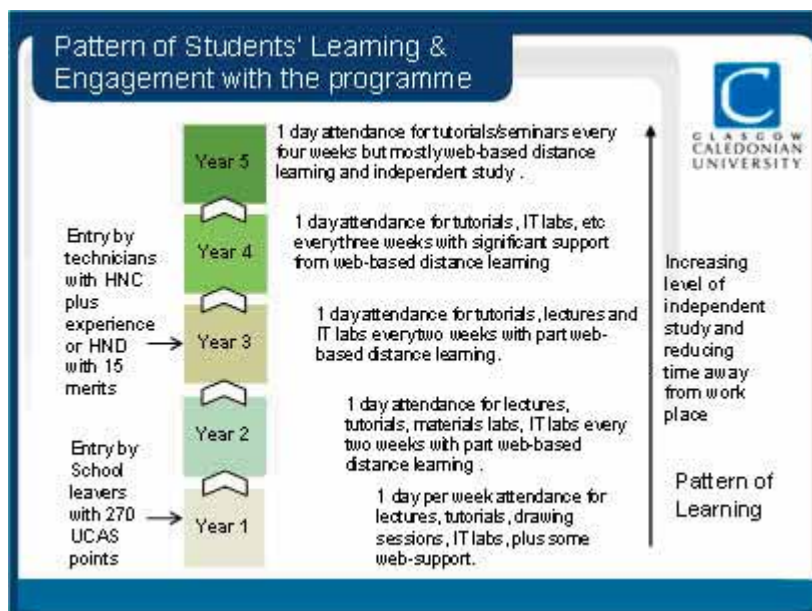 Pattern of Students' Learning &
Engagement with the programme
GLASGOW
CALEDONIAN
UNIVERSITY
Year 5
1 day attendance for tutorials/seminars every
four weeks but mostly web-based distance
learning and independent study .
Year 4
1 day attendance for tutorials, IT labs, etc
everythree weeks with significant support
from web-based distance learning
Entry by
technicians
with HNC
plus
experience
or HND
with 15
merits
Year 3
1 day attendance for tutorials, lectures and
IT labs everytwo weeks with part web-
based distance learning.
Year 2
1 day attendance for lectures,
tutorials, materials labs, IT labs every
two weeks with part web-based
distance learning .
Entry by
School
leavers
with 270
UCAS
points
Year 1
1 day per week attendance for
lectures, tutorials, drawing
sessions, IT labs, plus some
web-support.
Increasing
level of
independent
study and
reducing
time away
from work
place
Pattern of
Learning